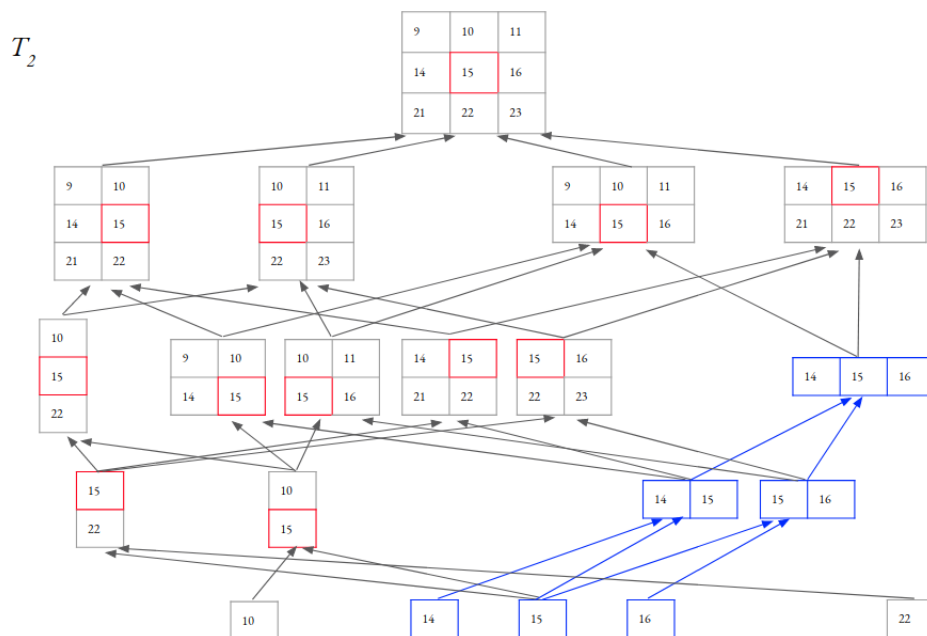 T₂
9 10 11
14 15 16
21 22 23
9 10 10 11 9 10 11 14 15 16
14 15 15 16 14 15 16 21 22 23
21 22 22 23
10
15
22
9 10 10 11 14 15 15 16 14 15 16
14 15 15 16 21 22 22 23
15 10 14 15 15 16
22 15
10 14 15 16 22